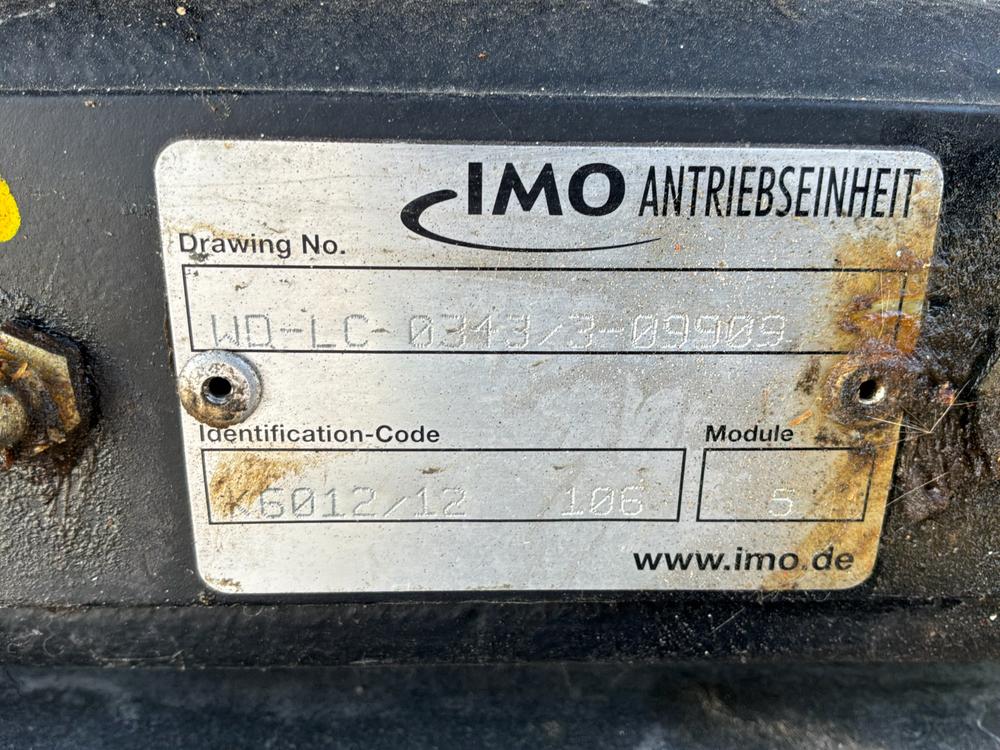 IMO ANTRIEBSEINHEIT
Drawing No.
WD-LC-0343/3-09909
Identification-Code
Module
K6012/12 106
5
www.imo.de